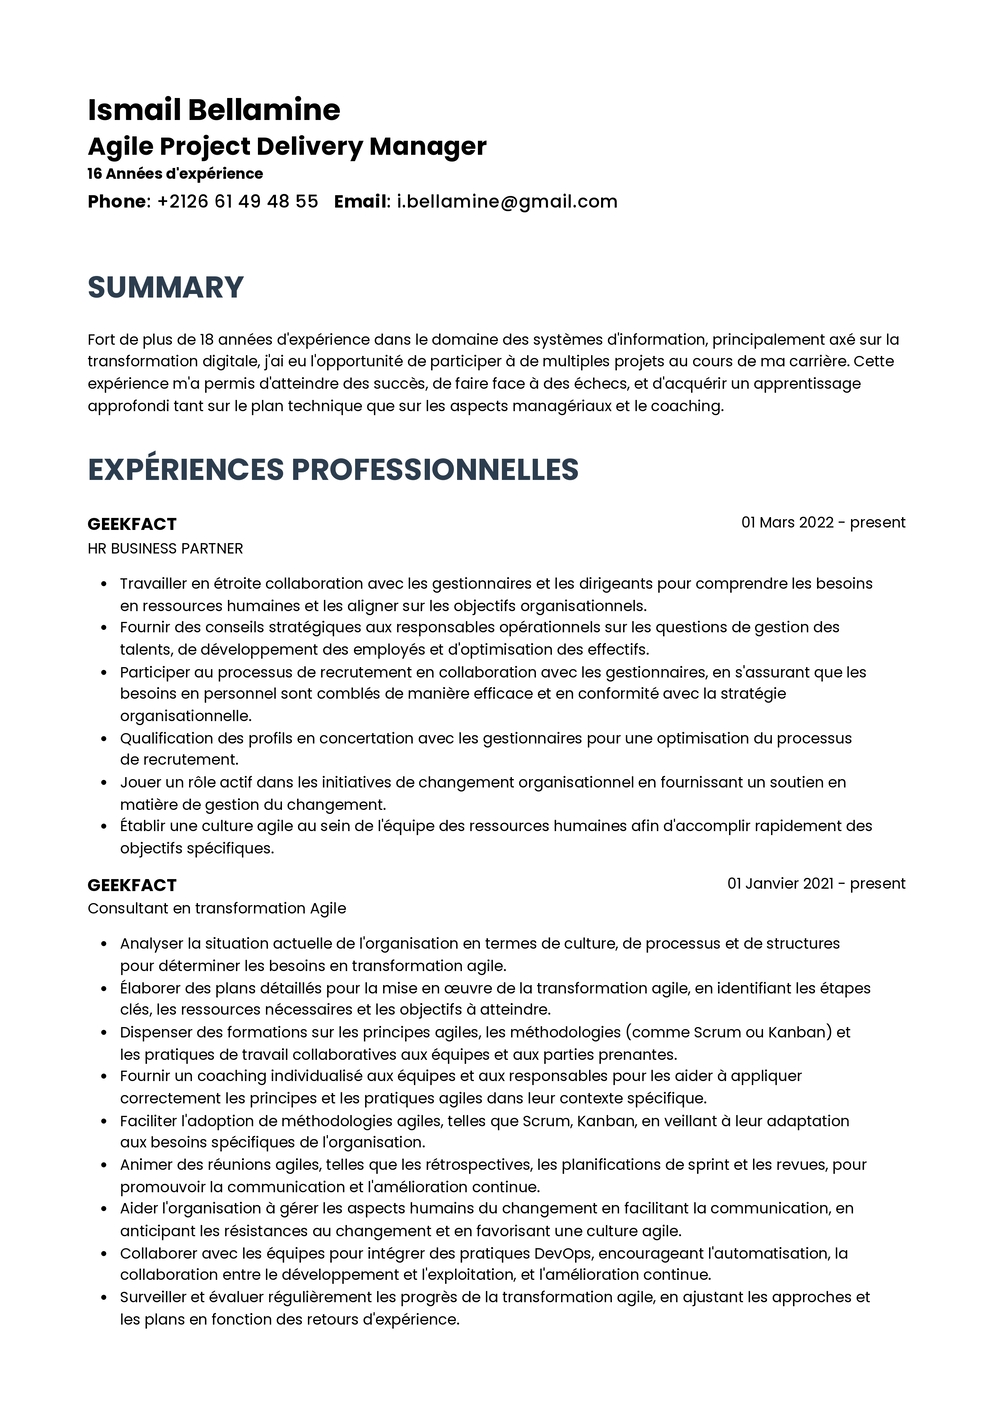 Ismail Bellamine
Agile Project Delivery Manager
16 Années d'expérience
Phone: +2126 61 49 48 55 Email: i.bellamine@gmail.com
SUMMARY
Fort de plus de 18 années d'expérience dans le domaine des systèmes d'information, principalement axé sur la
transformation digitale, j'ai eu l'opportunité de participer à de multiples projets au cours de ma carrière. Cette
expérience m'a permis d'atteindre des succès, de faire face à des échecs, et d'acquérir un apprentissage
approfondi tant sur le plan technique que sur les aspects managériaux et le coaching.
EXPÉRIENCES PROFESSIONNELLES
GEEKFACT 01 Mars 2022 - present
HR BUSINESS PARTNER
• Travailler en étroite collaboration avec les gestionnaires et les dirigeants pour comprendre les besoins
en ressources humaines et les aligner sur les objectifs organisationnels.
• Fournir des conseils stratégiques aux responsables opérationnels sur les questions de gestion des
talents, de développement des employés et d'optimisation des effectifs.
• Participer au processus de recrutement en collaboration avec les gestionnaires, en s'assurant que les
besoins en personnel sont comblés de manière efficace et en conformité avec la stratégie
organisationnelle.
• Qualification des profils en concertation avec les gestionnaires pour une optimisation du processus
de recrutement.
• Jouer un rôle actif dans les initiatives de changement organisationnel en fournissant un soutien en
matière de gestion du changement.
• Établir une culture agile au sein de l'équipe des ressources humaines afin d'accomplir rapidement des
objectifs spécifiques.
GEEKFACT 01 Janvier 2021 - present
Consultant en transformation Agile
• Analyser la situation actuelle de l'organisation en termes de culture, de processus et de structures
pour déterminer les besoins en transformation agile.
• Élaborer des plans détaillés pour la mise en œuvre de la transformation agile, en identifiant les étapes
clés, les ressources nécessaires et les objectifs à atteindre.
• Dispenser des formations sur les principes agiles, les méthodologies (comme Scrum ou Kanban) et
les pratiques de travail collaboratives aux équipes et aux parties prenantes.
• Fournir un coaching individualisé aux équipes et aux responsables pour les aider à appliquer
correctement les principes et les pratiques agiles dans leur contexte spécifique.
• Faciliter l'adoption de méthodologies agiles, telles que Scrum, Kanban, en veillant à leur adaptation
aux besoins spécifiques de l'organisation.
• Animer des réunions agiles, telles que les rétrospectives, les planifications de sprint et les revues, pour
promouvoir la communication et l'amélioration continue.
• Aider l'organisation à gérer les aspects humains du changement en facilitant la communication, en
anticipant les résistances au changement et en favorisant une culture agile.
• Collaborer avec les équipes pour intégrer des pratiques DevOps, encourageant l'automatisation, la
collaboration entre le développement et l'exploitation, et l'amélioration continue.
• Surveiller et évaluer régulièrement les progrès de la transformation agile, en ajustant les approches et
les plans en fonction des retours d'expérience.